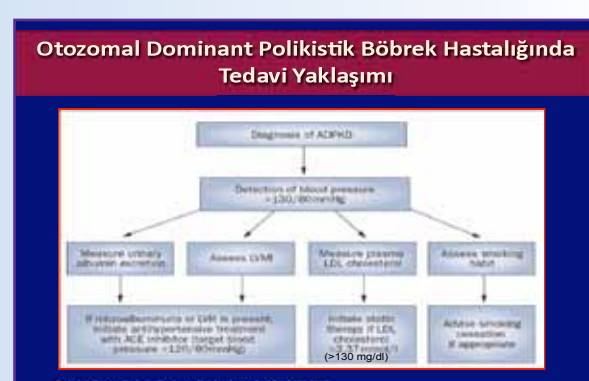 Otozomal Dominant Polikistik Böbrek Hastalığında
Tedavi Yaklaşımı
Diagnosis of ADPKD
Detection of blood pressure
>130/80mmHg
Measure urinary
albumin excretion
Assess LVMI
Measure plasma
LDL cholesterol
Assess smoking
habit
If microalbuminuria or LVH is present,
initiate antihypertensive treatment
with ACE inhibitor (target blood
pressure <120/80mmHg)
Initiate statin
therapy if LDL
cholesterol
(>130 mg/dl)
Advise smoking
cessation
if appropriate